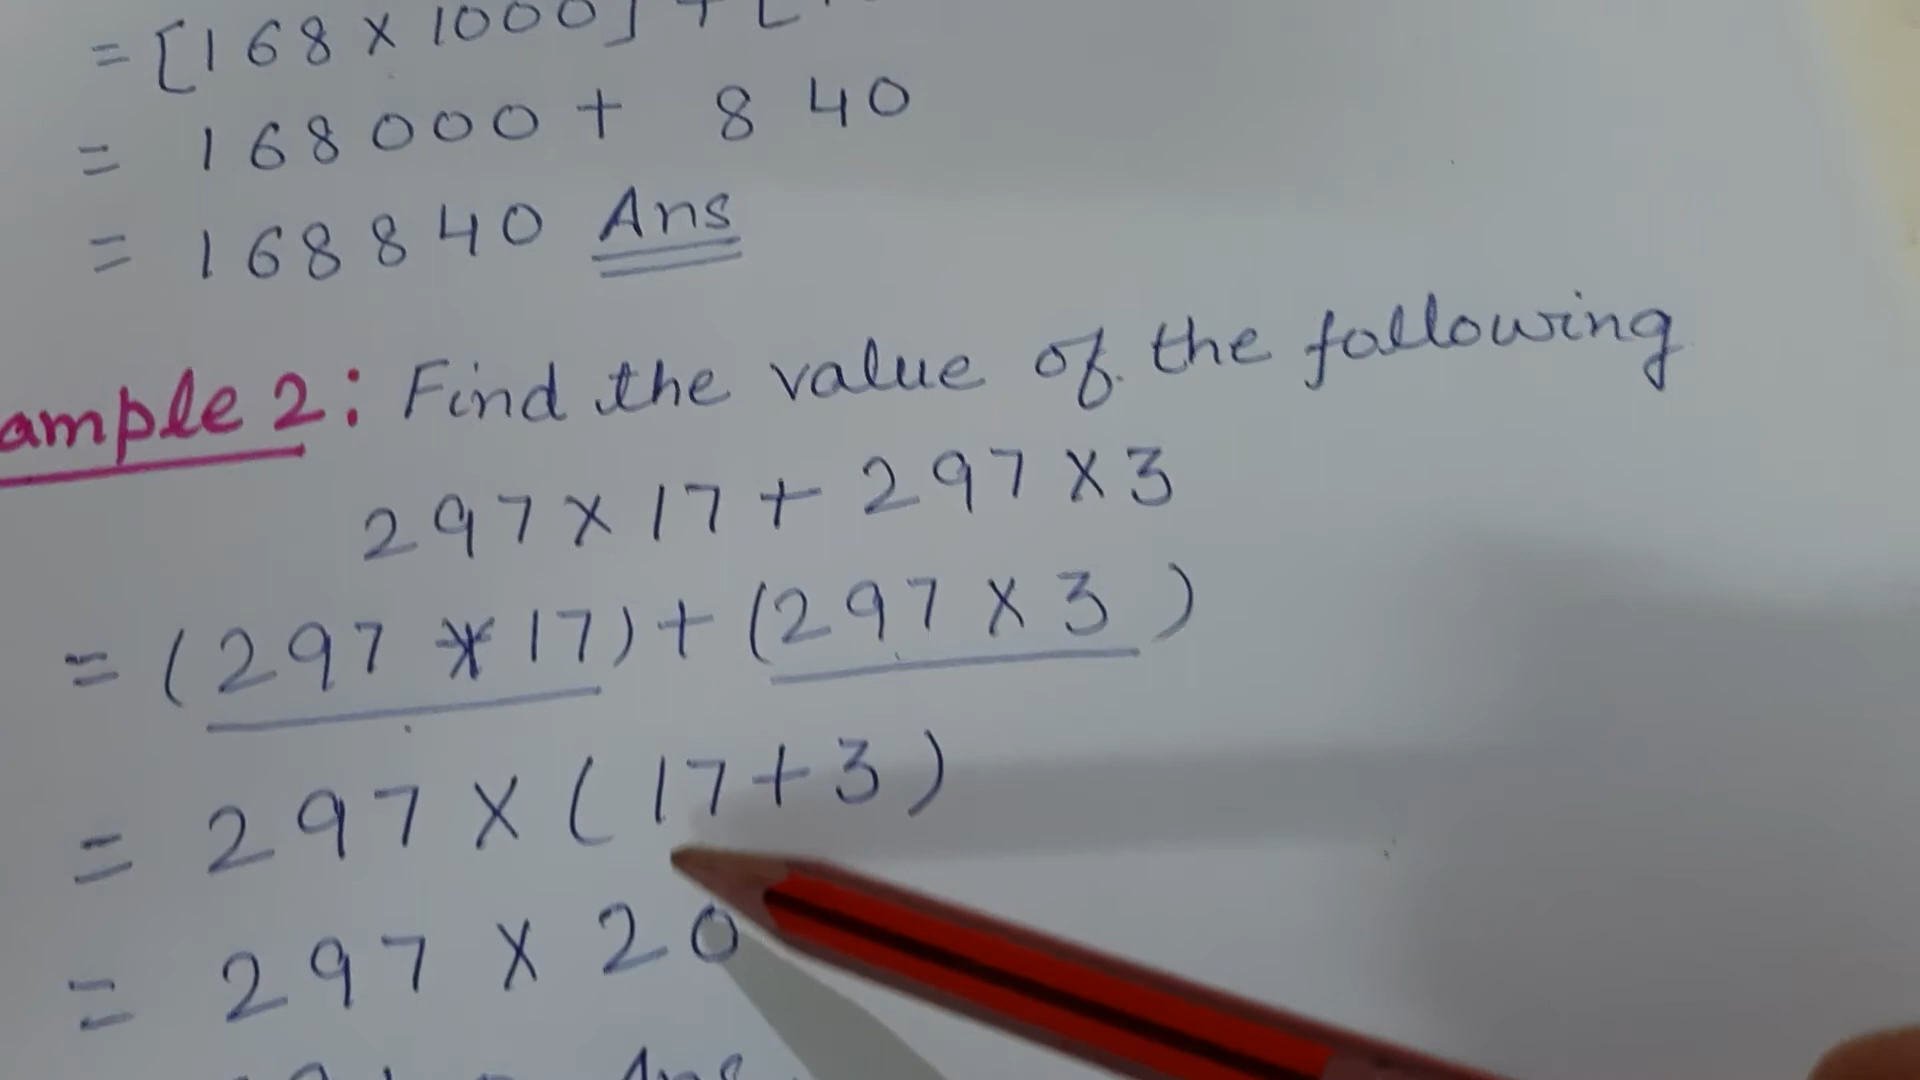 = [168 × 1000] + [
= 168000 + 840
= 168840 Ans
ample 2: Find the value of the following
297 × 17 + 297 × 3
= (297 × 17) + (297 × 3)
= 297 × (17 + 3)
= 297 × 20
Ans